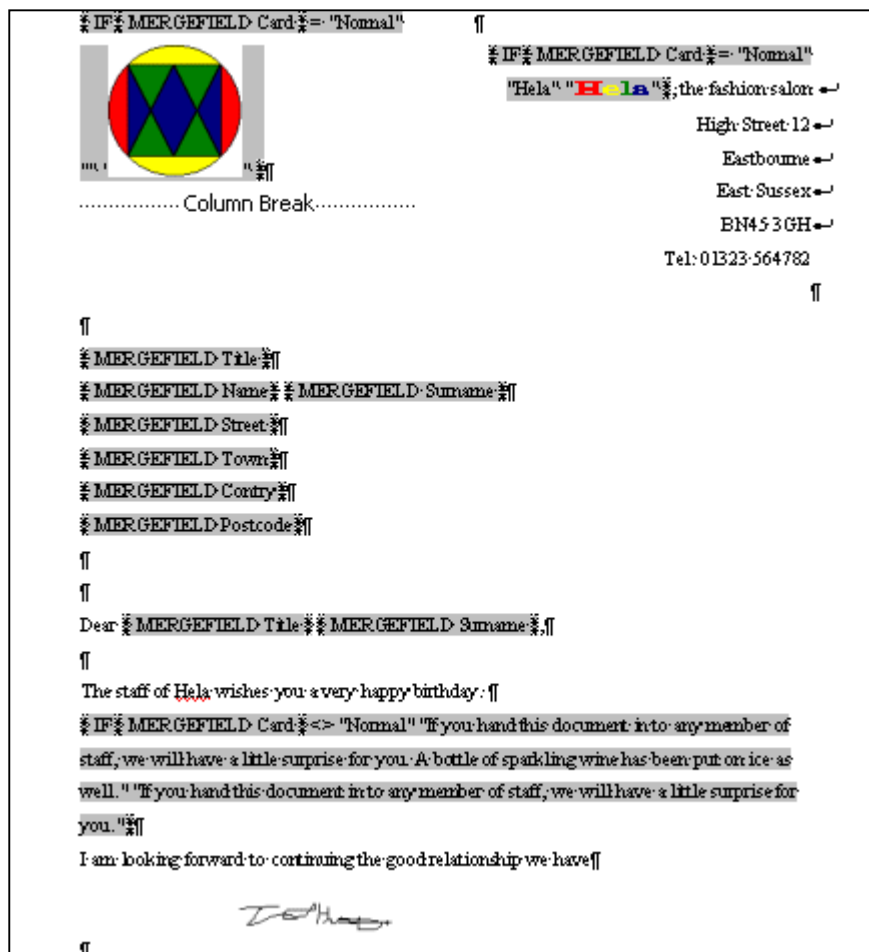 { IF { MERGEFIELD Card } = "Normal"
"" "
" }¶
Column Break
¶
{ IF { MERGEFIELD Card } = "Normal"
"Hela" "Hela" }, the fashion salon ↵
High Street 12 ↵
Eastbourne ↵
East Sussex ↵
BN45 3GH ↵
Tel: 01323 564782
¶
¶
{ MERGEFIELD Title }¶
{ MERGEFIELD Name } { MERGEFIELD Surname }¶
{ MERGEFIELD Street }¶
{ MERGEFIELD Town }¶
{ MERGEFIELD Contry }¶
{ MERGEFIELD Postcode }¶
¶
¶
Dear { MERGEFIELD Title } { MERGEFIELD Surname },¶
¶
The staff of Hela wishes you a very happy birthday. ¶
{ IF { MERGEFIELD Card } <> "Normal" "If you hand this document in to any member of
staff, we will have a little surprise for you. A bottle of sparkling wine has been put on ice as
well." "If you hand this document in to any member of staff, we will have a little surprise for
you." }¶
I am looking forward to continuing the good relationship we have¶
¶